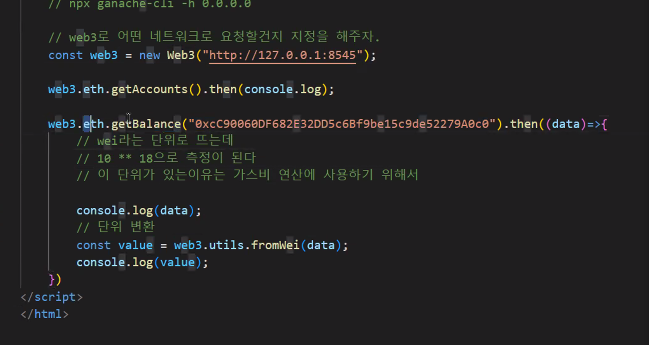 // npx ganache-cli -h 0.0.0.0
// web3로 어떤 네트워크로 요청할건지 지정을 해주자.
const web3 = new Web3("http://127.0.0.1:8545");
web3.eth.getAccounts().then(console.log);
web3.eth.getBalance("0xcC90060DF682E32DD5c6Bf9be15c9de52279A0c0").then((data)=>{
// wei라는 단위로 뜨는데
// 10 ** 18으로 측정이 된다
// 이 단위가 있는이유는 가스비 연산에 사용하기 위해서
console.log(data);
// 단위 변환
const value = web3.utils.fromWei(data);
console.log(value);
})
</script>
</html>